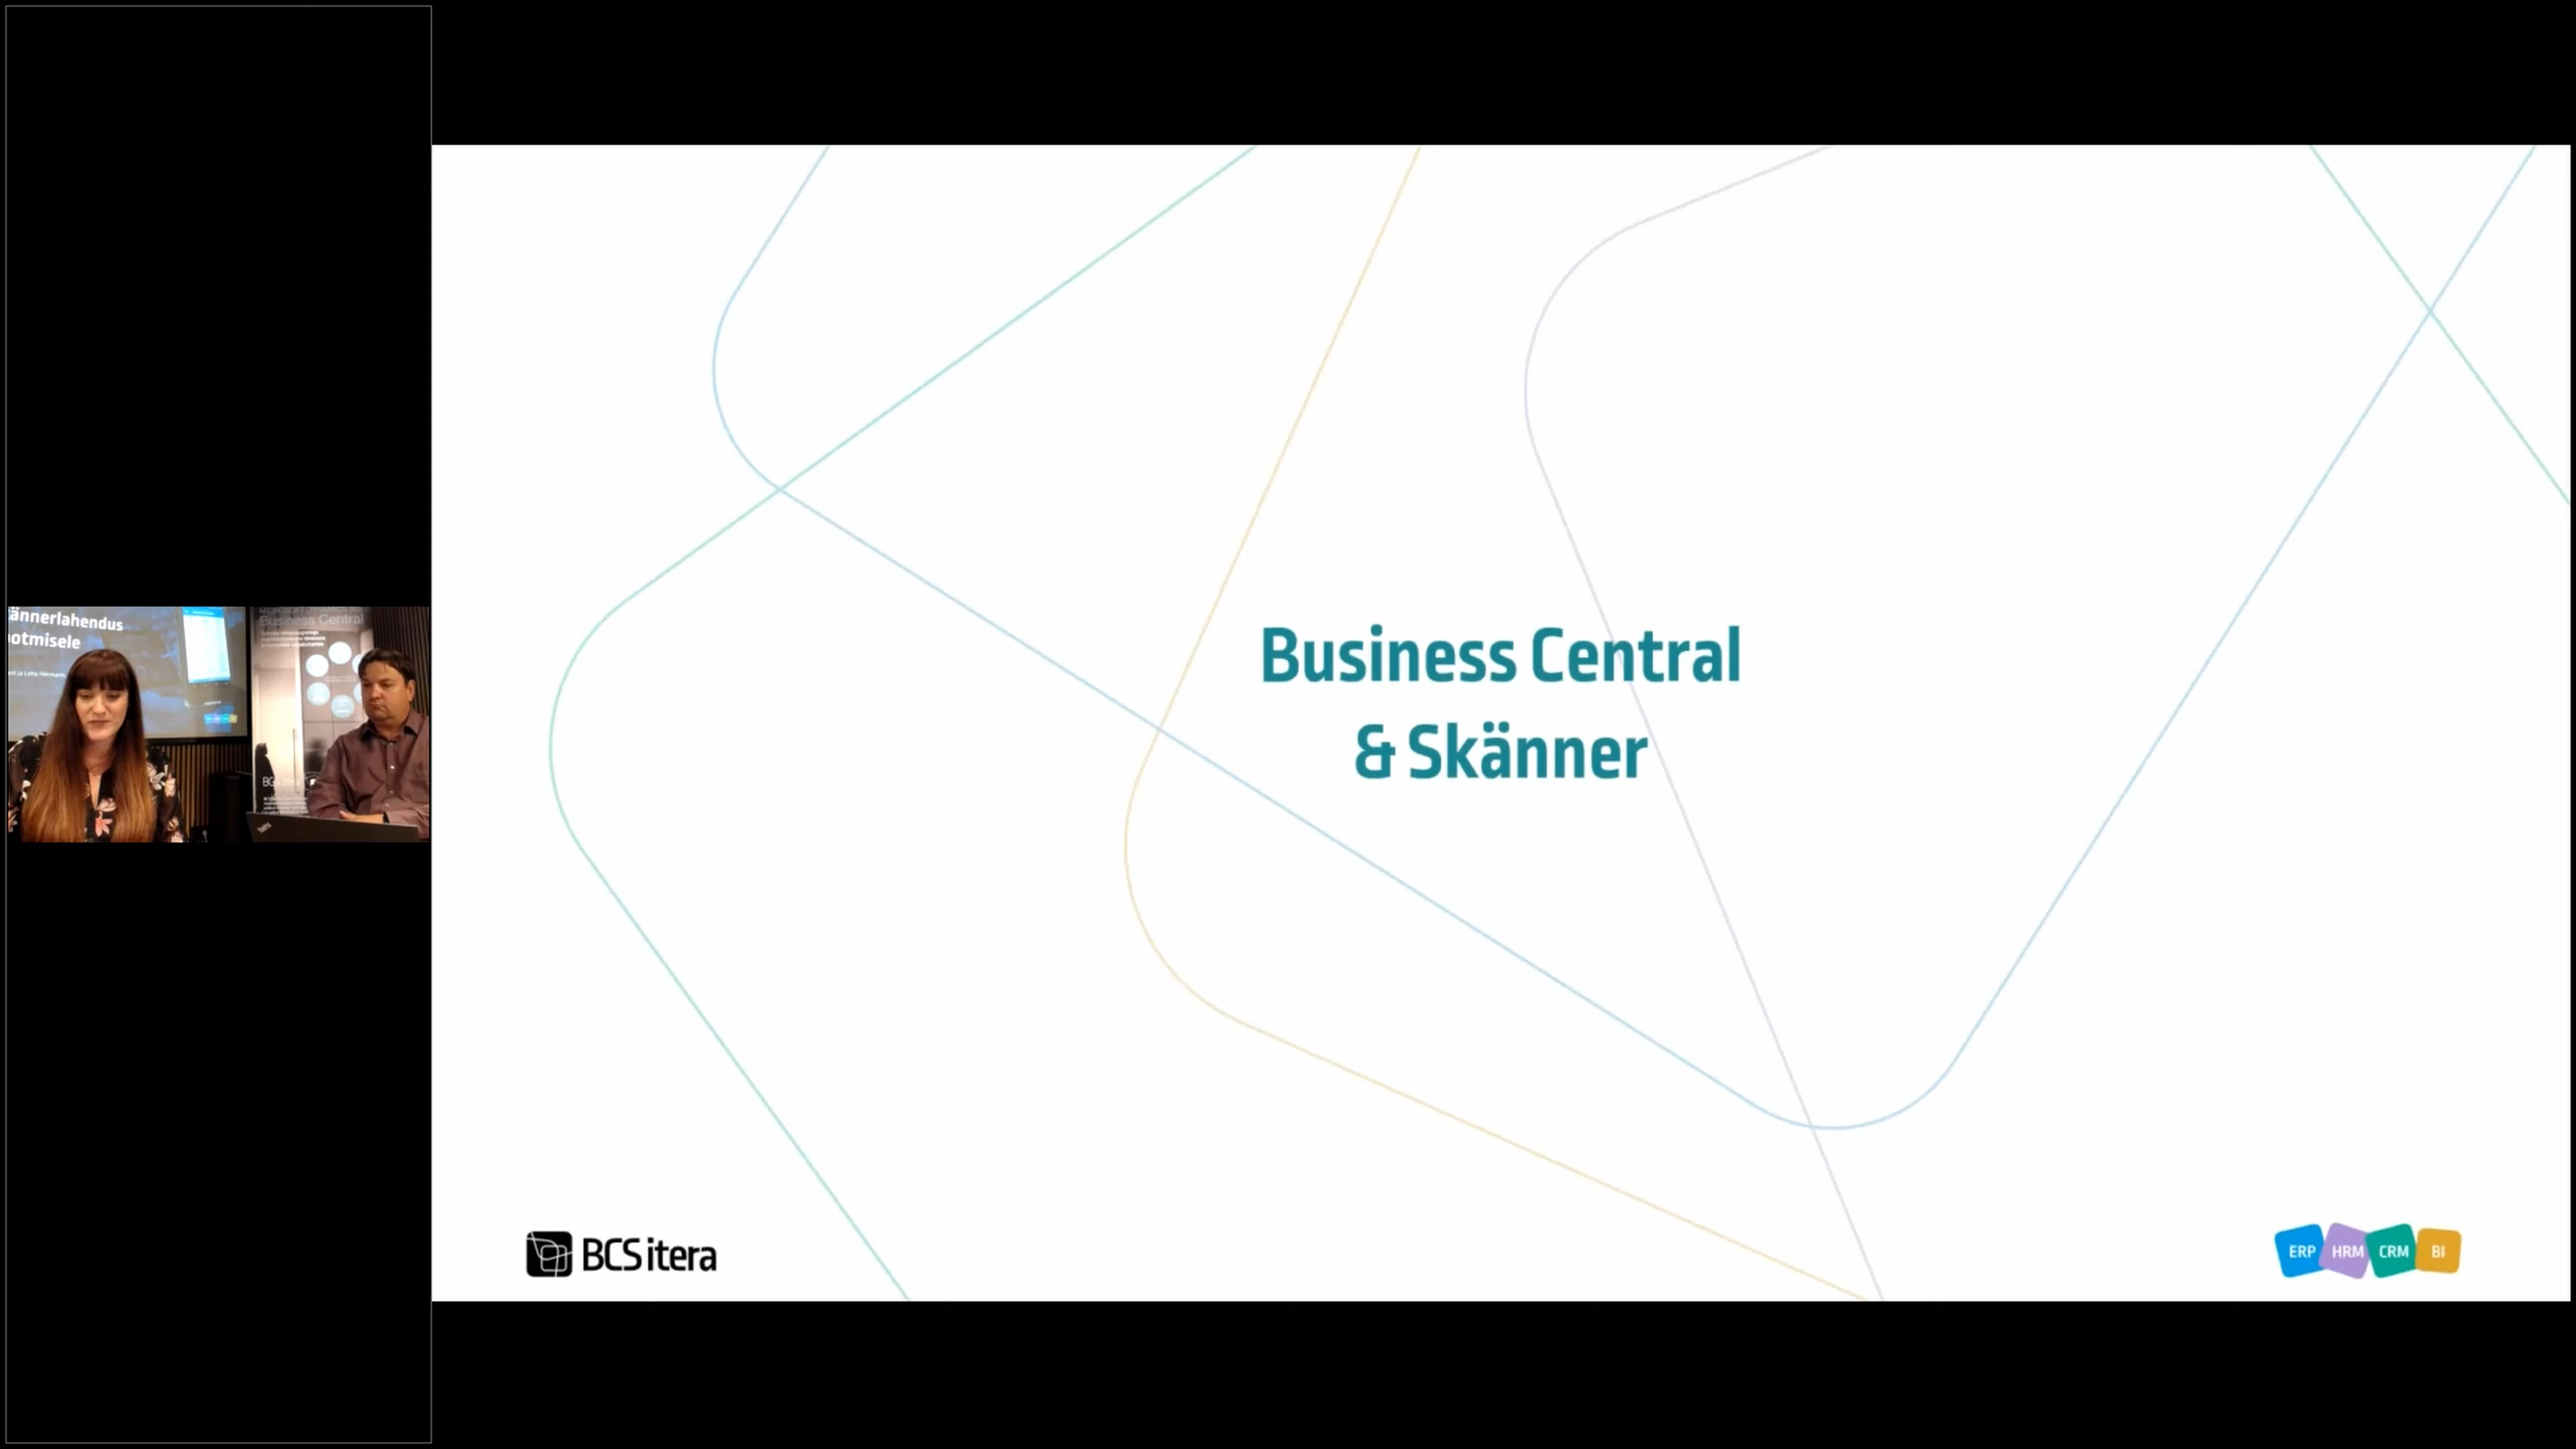 ännerlahendus
otmisele
Business Central
Business Central
& Skänner
BCS itera
ERP HRM CRM BI